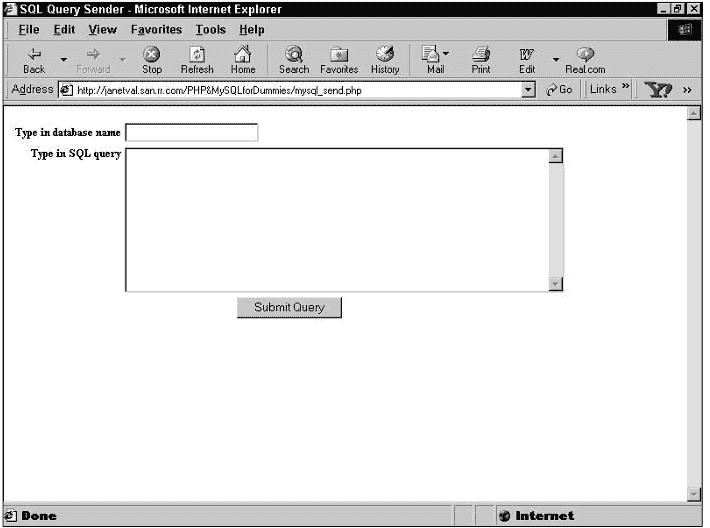 SQL Query Sender - Microsoft Internet Explorer
File Edit View Favorites Tools Help
Back Forward Stop Refresh Home Search Favorites History Mail Print Edit Real.com
Address http://janetval.san.rr.com/PHP&MySQLforDummies/mysql_send.php Go Links » Y! »
Type in database name
Type in SQL query
Submit Query
Done Internet